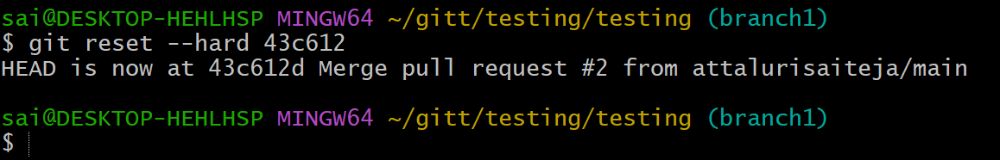 sai@DESKTOP-HEHLHSP MINGW64 ~/gitt/testing/testing (branch1)
$ git reset --hard 43c612
HEAD is now at 43c612d Merge pull request #2 from attalurisaiteja/main
sai@DESKTOP-HEHLHSP MINGW64 ~/gitt/testing/testing (branch1)
$